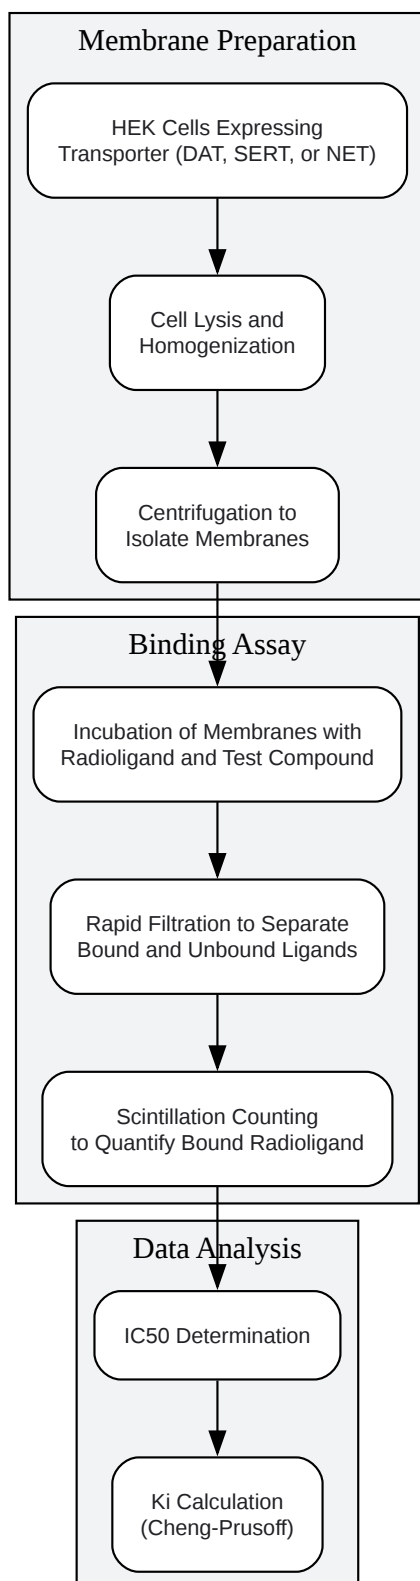 Membrane Preparation
HEK Cells Expressing
Transporter (DAT, SERT, or NET)
Cell Lysis and
Homogenization
Centrifugation to
Isolate Membranes
Binding Assay
Incubation of Membranes with
Radioligand and Test Compound
Rapid Filtration to Separate
Bound and Unbound Ligands
Scintillation Counting
to Quantify Bound Radioligand
Data Analysis
IC50 Determination
Ki Calculation
(Cheng-Prusoff)